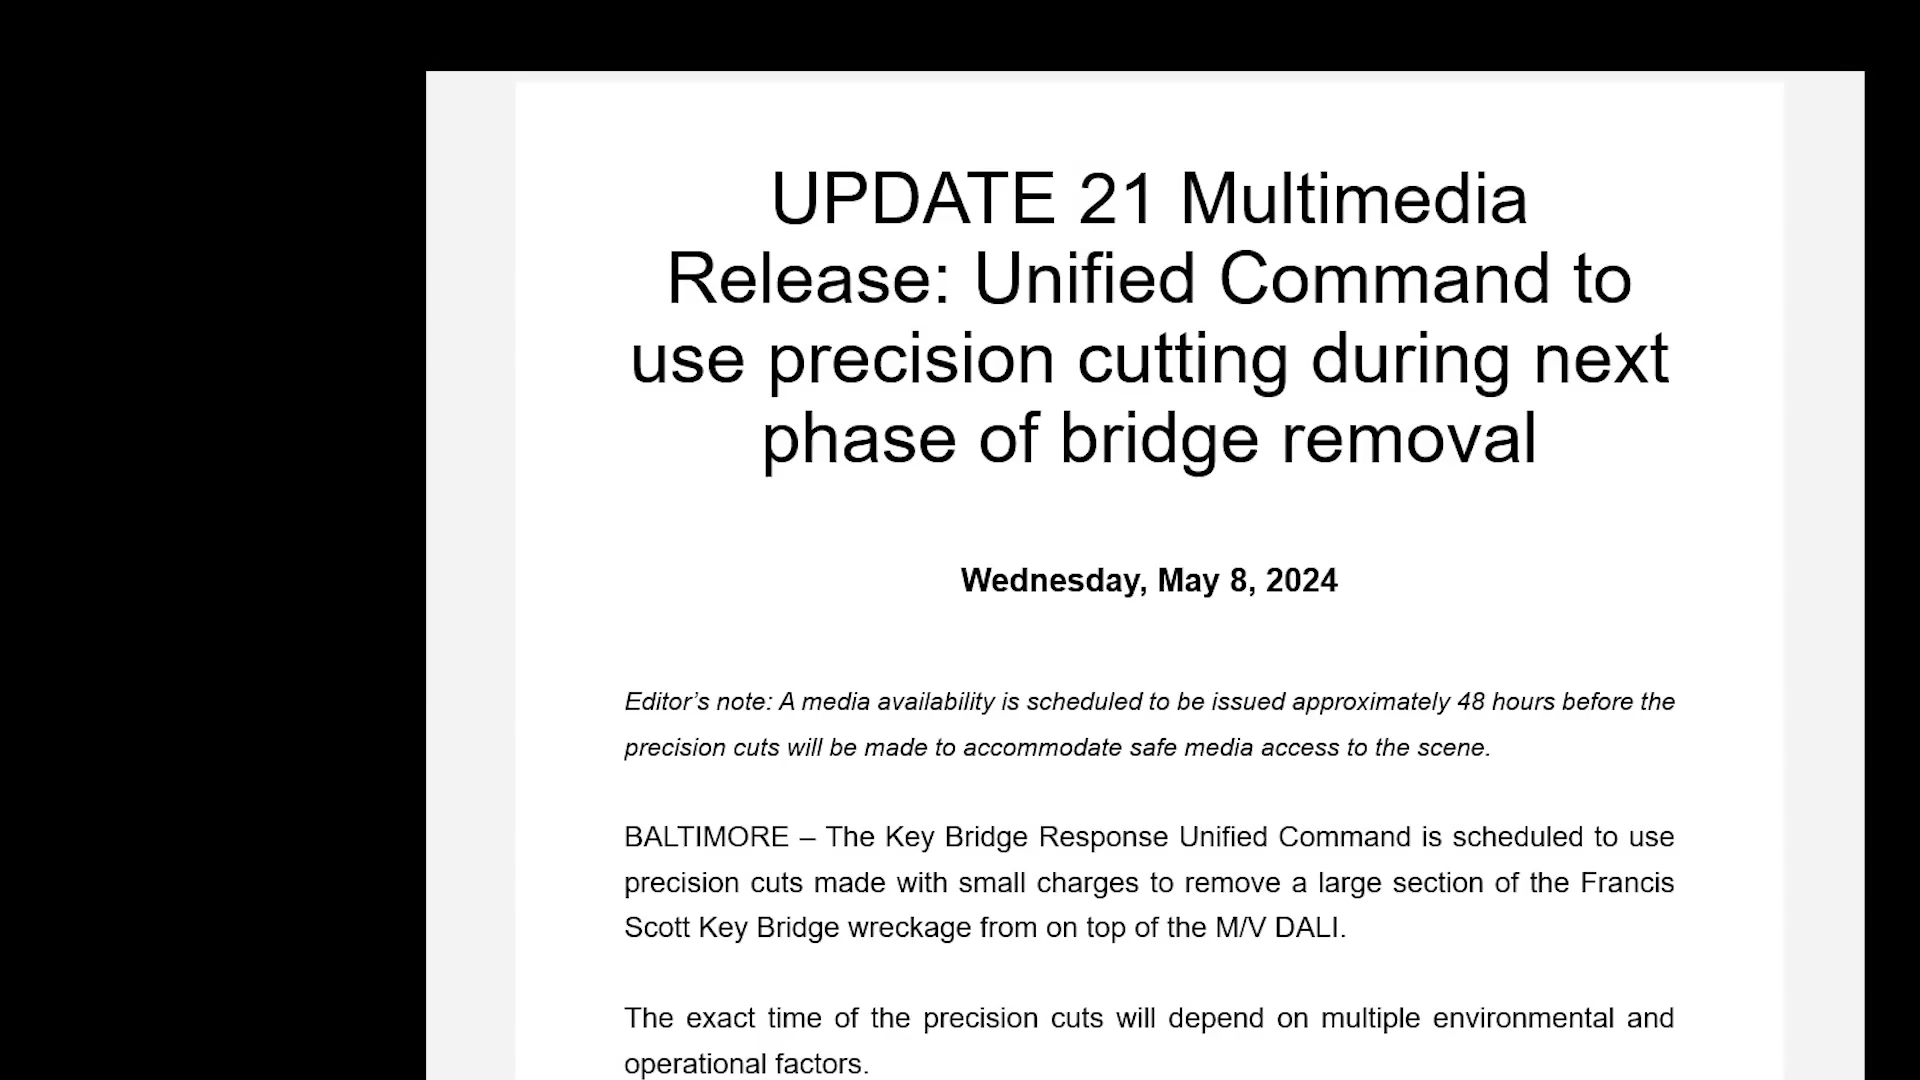 UPDATE 21 Multimedia
Release: Unified Command to
use precision cutting during next
phase of bridge removal
Wednesday, May 8, 2024
Editor’s note: A media availability is scheduled to be issued approximately 48 hours before the
precision cuts will be made to accommodate safe media access to the scene.
BALTIMORE – The Key Bridge Response Unified Command is scheduled to use
precision cuts made with small charges to remove a large section of the Francis
Scott Key Bridge wreckage from on top of the M/V DALI.
The exact time of the precision cuts will depend on multiple environmental and
operational factors.